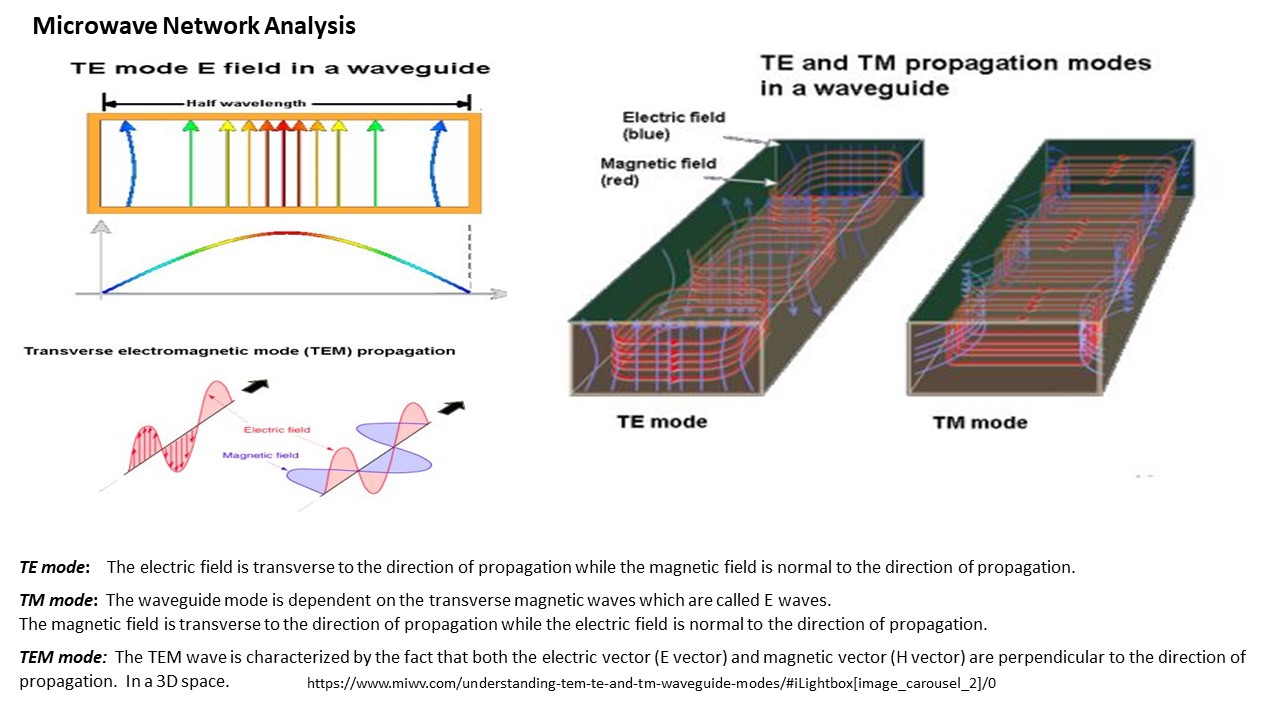 Microwave Network Analysis
TE mode E field in a waveguide
Half wavelength
Transverse electromagnetic mode (TEM) propagation
Electric field
Magnetic field
TE and TM propagation modes
in a waveguide
Electric field
(blue)
Magnetic field
(red)
TE mode
TM mode
TE mode: The electric field is transverse to the direction of propagation while the magnetic field is normal to the direction of propagation.
TM mode: The waveguide mode is dependent on the transverse magnetic waves which are called E waves.
The magnetic field is transverse to the direction of propagation while the electric field is normal to the direction of propagation.
TEM mode: The TEM wave is characterized by the fact that both the electric vector (E vector) and magnetic vector (H vector) are perpendicular to the direction of
propagation. In a 3D space. https://www.miwv.com/understanding-tem-te-and-tm-waveguide-modes/#iLightbox[image_carousel_2]/0